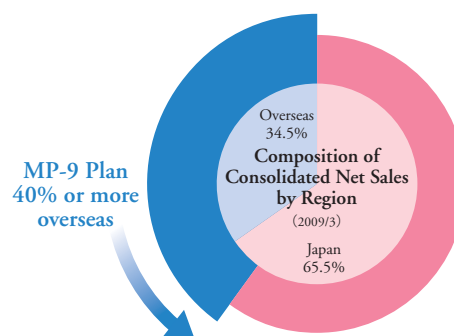 Overseas
34.5%
MP-9 Plan
40% or more
overseas
Composition of
Consolidated Net Sales
by Region
(2009/3)
Japan
65.5%